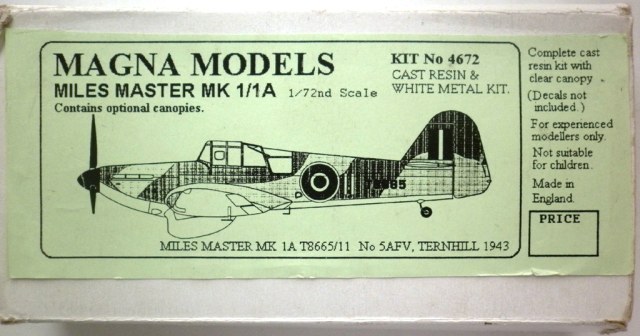 MAGNA MODELS
MILES MASTER MK 1/1A 1/72nd Scale
Contains optional canopies.
KIT No 4672
CAST RESIN &
WHITE METAL KIT.
P
T8665
MILES MASTER MK 1A T8665/11 No 5AFV, TERNHILL 1943
Complete cast
resin kit with
clear canopy
(Decals not
included.)
For experienced
modellers only.
Not suitable
for children.
Made in
England.
PRICE